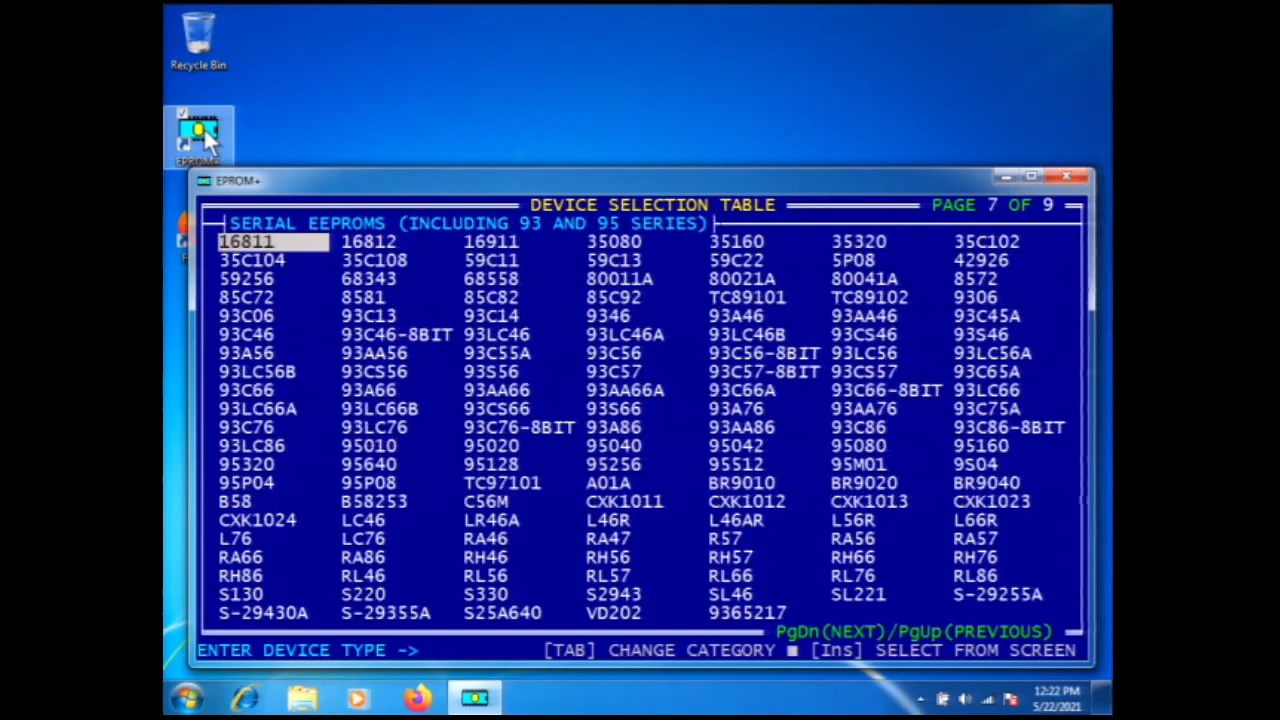 Recycle Bin
EPROM+
EPROM+
DEVICE SELECTION TABLE PAGE 7 OF 9
SERIAL EEPROMS (INCLUDING 93 AND 95 SERIES)
16811 16812 16911 35080 35160 35320 35C102
35C104 35C108 59C11 59C13 59C22 5P08 42926
59256 68343 68558 80011A 80021A 80041A 8572
85C72 8581 85C82 85C92 TC89101 TC89102 9306
93C06 93C13 93C14 9346 93A46 93AA46 93C45A
93C46 93C46-8BIT 93LC46 93LC46A 93LC46B 93CS46 93S46
93A56 93AA56 93C55A 93C56 93C56-8BIT 93LC56 93LC56A
93LC56B 93CS56 93S56 93C57 93C57-8BIT 93CS57 93C65A
93C66 93A66 93AA66 93AA66A 93C66A 93C66-8BIT 93LC66
93LC66A 93LC66B 93CS66 93S66 93A76 93AA76 93C75A
93C76 93LC76 93C76-8BIT 93A86 93AA86 93C86 93C86-8BIT
93LC86 95010 95020 95040 95042 95080 95160
95320 95640 95128 95256 95512 95M01 9S04
95P04 95P08 TC97101 A01A BR9010 BR9020 BR9040
B58 B58253 C56M CXK1011 CXK1012 CXK1013 CXK1023
CXK1024 LC46 LR46A L46R L46AR L56R L66R
L76 LC76 RA46 RA47 R57 RA56 RA57
RA66 RA86 RH46 RH56 RH57 RH66 RH76
RH86 RL46 RL56 RL57 RL66 RL76 RL86
S130 S220 S330 S2943 SL46 SL221 S-29255A
S-29430A S-29355A S25A640 VD202 9365217
PgDn(NEXT)/PgUp(PREVIOUS)
ENTER DEVICE TYPE -> [TAB] CHANGE CATEGORY ■ [Ins] SELECT FROM SCREEN
12:22 PM
5/22/2021